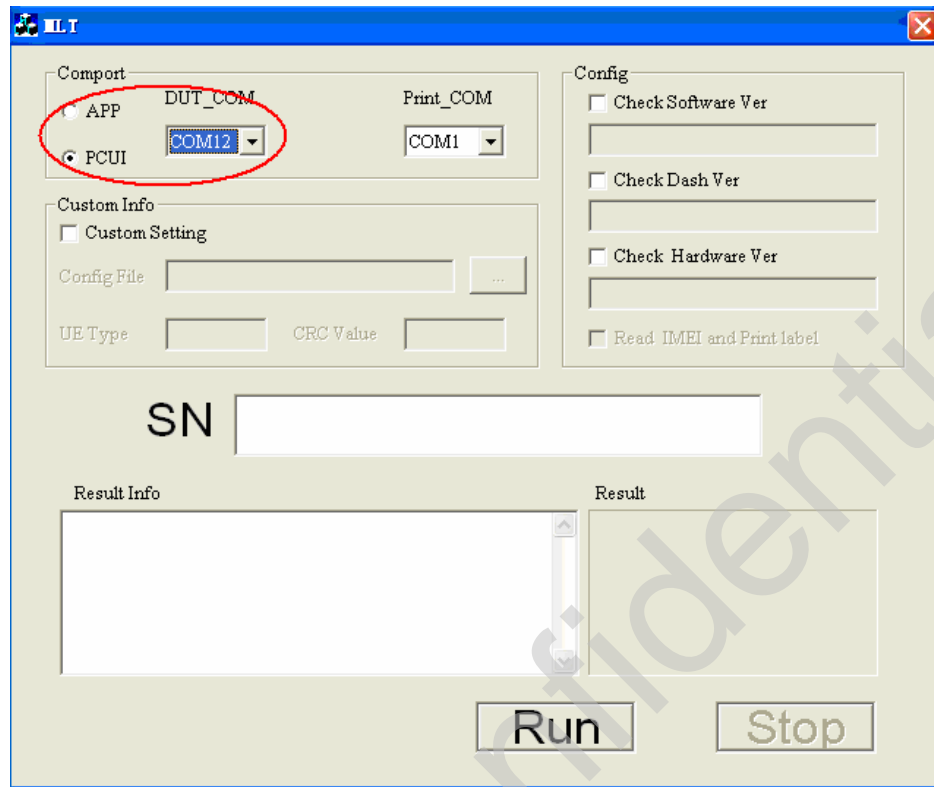 MLT
Comport
APP
PCUI
DUT_COM
COM12
Print_COM
COM1
Custom Info
Custom Setting
Config File
...
UE Type
CRC Value
Config
Check Software Ver
Check Dash Ver
Check Hardware Ver
Read IMEI and Print label
SN
Result Info
Result
Run
Stop
nfidentia